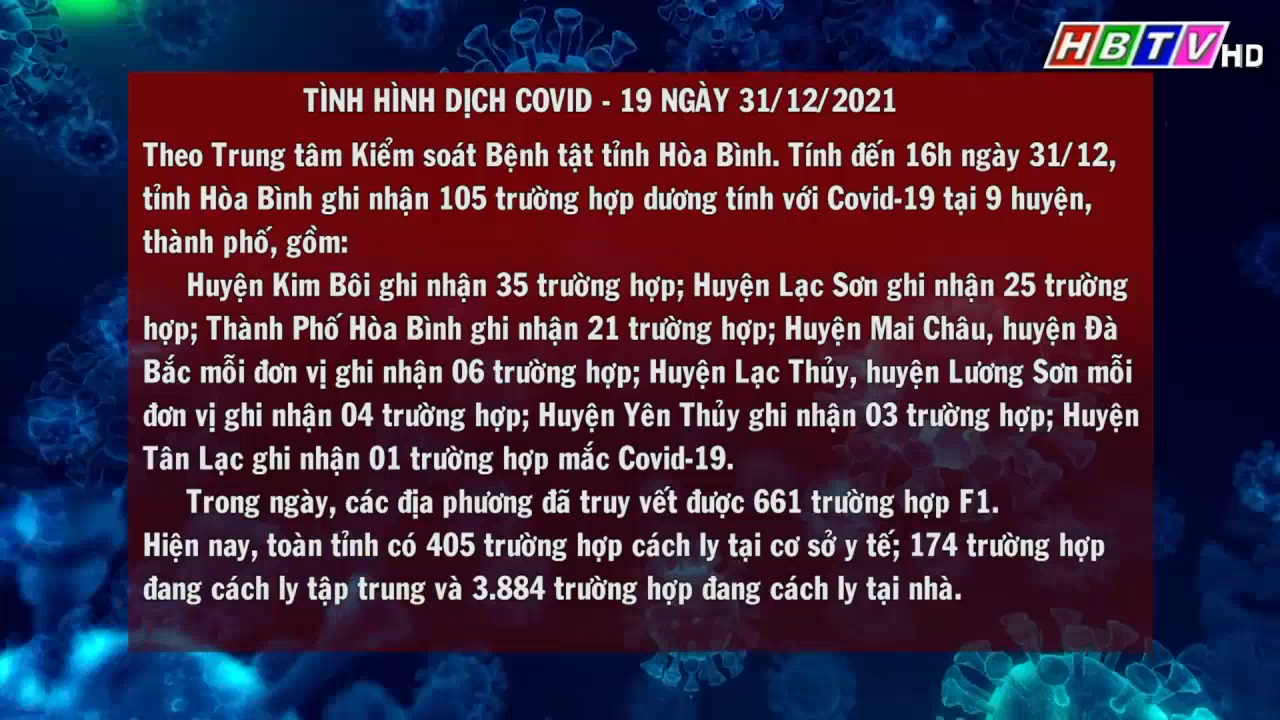 HBTV HD
TÌNH HÌNH DỊCH COVID - 19 NGÀY 31/12/2021
Theo Trung tâm Kiểm soát Bệnh tật tỉnh Hòa Bình. Tính đến 16h ngày 31/12,
tỉnh Hòa Bình ghi nhận 105 trường hợp dương tính với Covid-19 tại 9 huyện,
thành phố, gồm:
Huyện Kim Bôi ghi nhận 35 trường hợp; Huyện Lạc Sơn ghi nhận 25 trường
hợp; Thành Phố Hòa Bình ghi nhận 21 trường hợp; Huyện Mai Châu, huyện Đà
Bắc mỗi đơn vị ghi nhận 06 trường hợp; Huyện Lạc Thủy, huyện Lương Sơn mỗi
đơn vị ghi nhận 04 trường hợp; Huyện Yên Thủy ghi nhận 03 trường hợp; Huyện
Tân Lạc ghi nhận 01 trường hợp mắc Covid-19.
Trong ngày, các địa phương đã truy vết được 661 trường hợp F1.
Hiện nay, toàn tỉnh có 405 trường hợp cách ly tại cơ sở y tế; 174 trường hợp
đang cách ly tập trung và 3.884 trường hợp đang cách ly tại nhà.